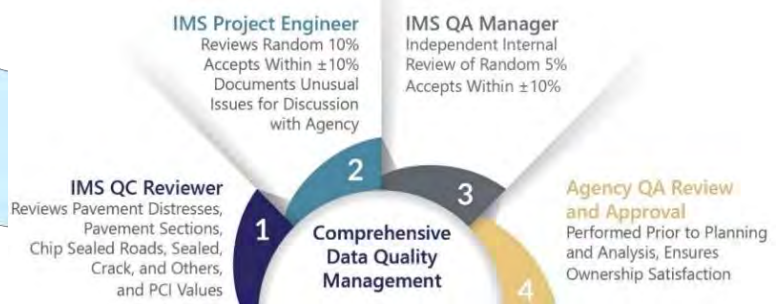 IMS Project Engineer
Reviews Random 10%
Accepts Within ±10%
Documents Unusual
Issues for Discussion
with Agency
IMS QA Manager
Independent Internal
Review of Random 5%
Accepts Within ±10%
IMS QC Reviewer
Reviews Pavement Distresses,
Pavement Sections,
Chip Sealed Roads, Sealed,
Crack, and Others,
and PCI Values
1
2
3
4
Comprehensive
Data Quality
Management
Agency QA Review
and Approval
Performed Prior to Planning
and Analysis, Ensures
Ownership Satisfaction